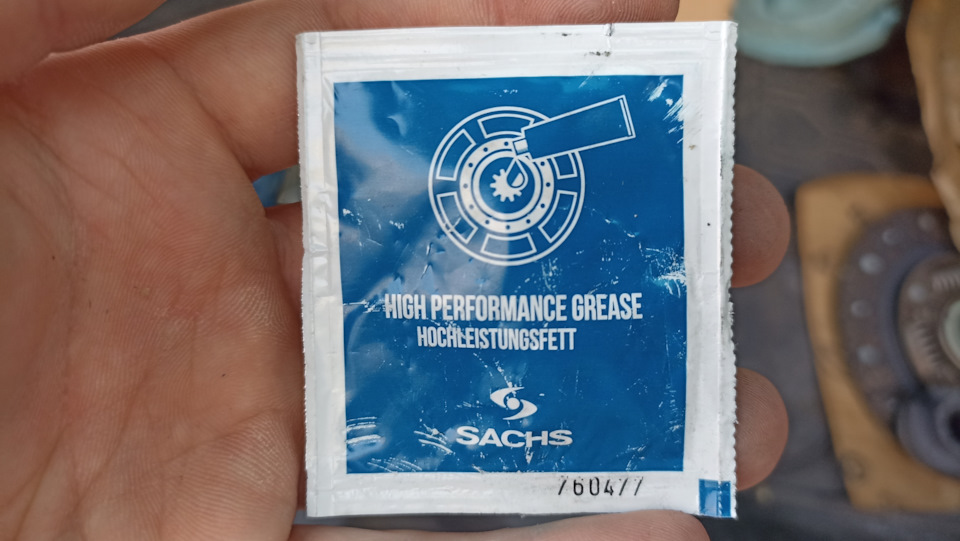 HIGH PERFORMANCE GREASE
HOCHLEISTUNGSFETT
SACHS
760477